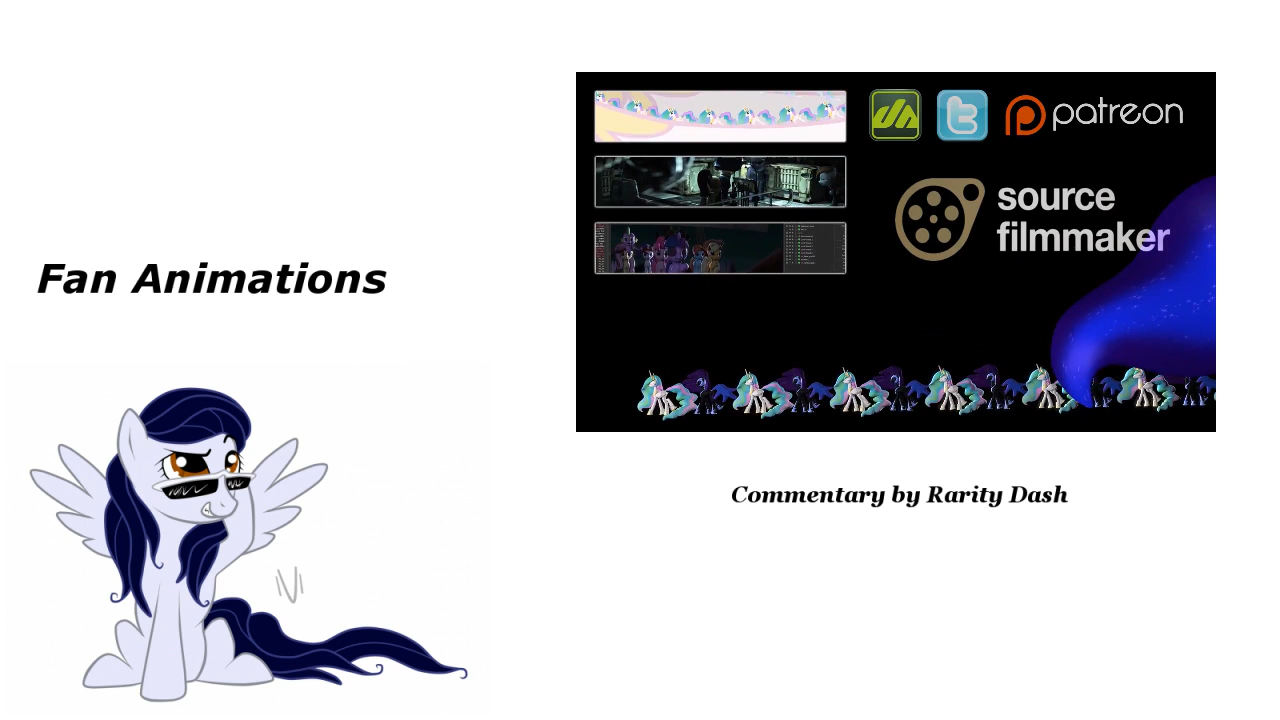 Fan Animations
patreon
source
filmmaker
Commentary by Rarity Dash